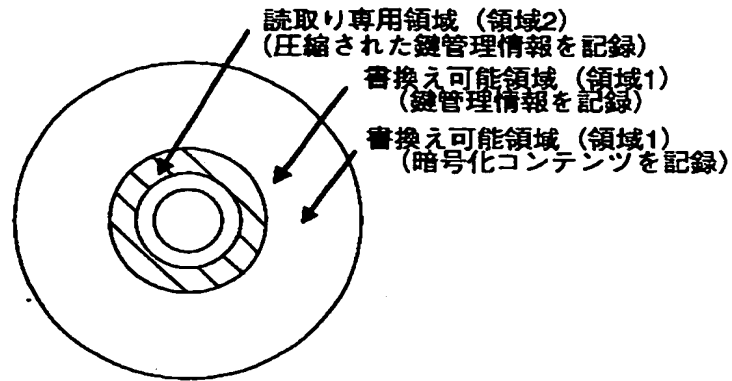 読取り専用領域（領域2）
（圧縮された鍵管理情報を記録）
書換え可能領域（領域1）
（鍵管理情報を記録）
書換え可能領域（領域1）
（暗号化コンテンツを記録）